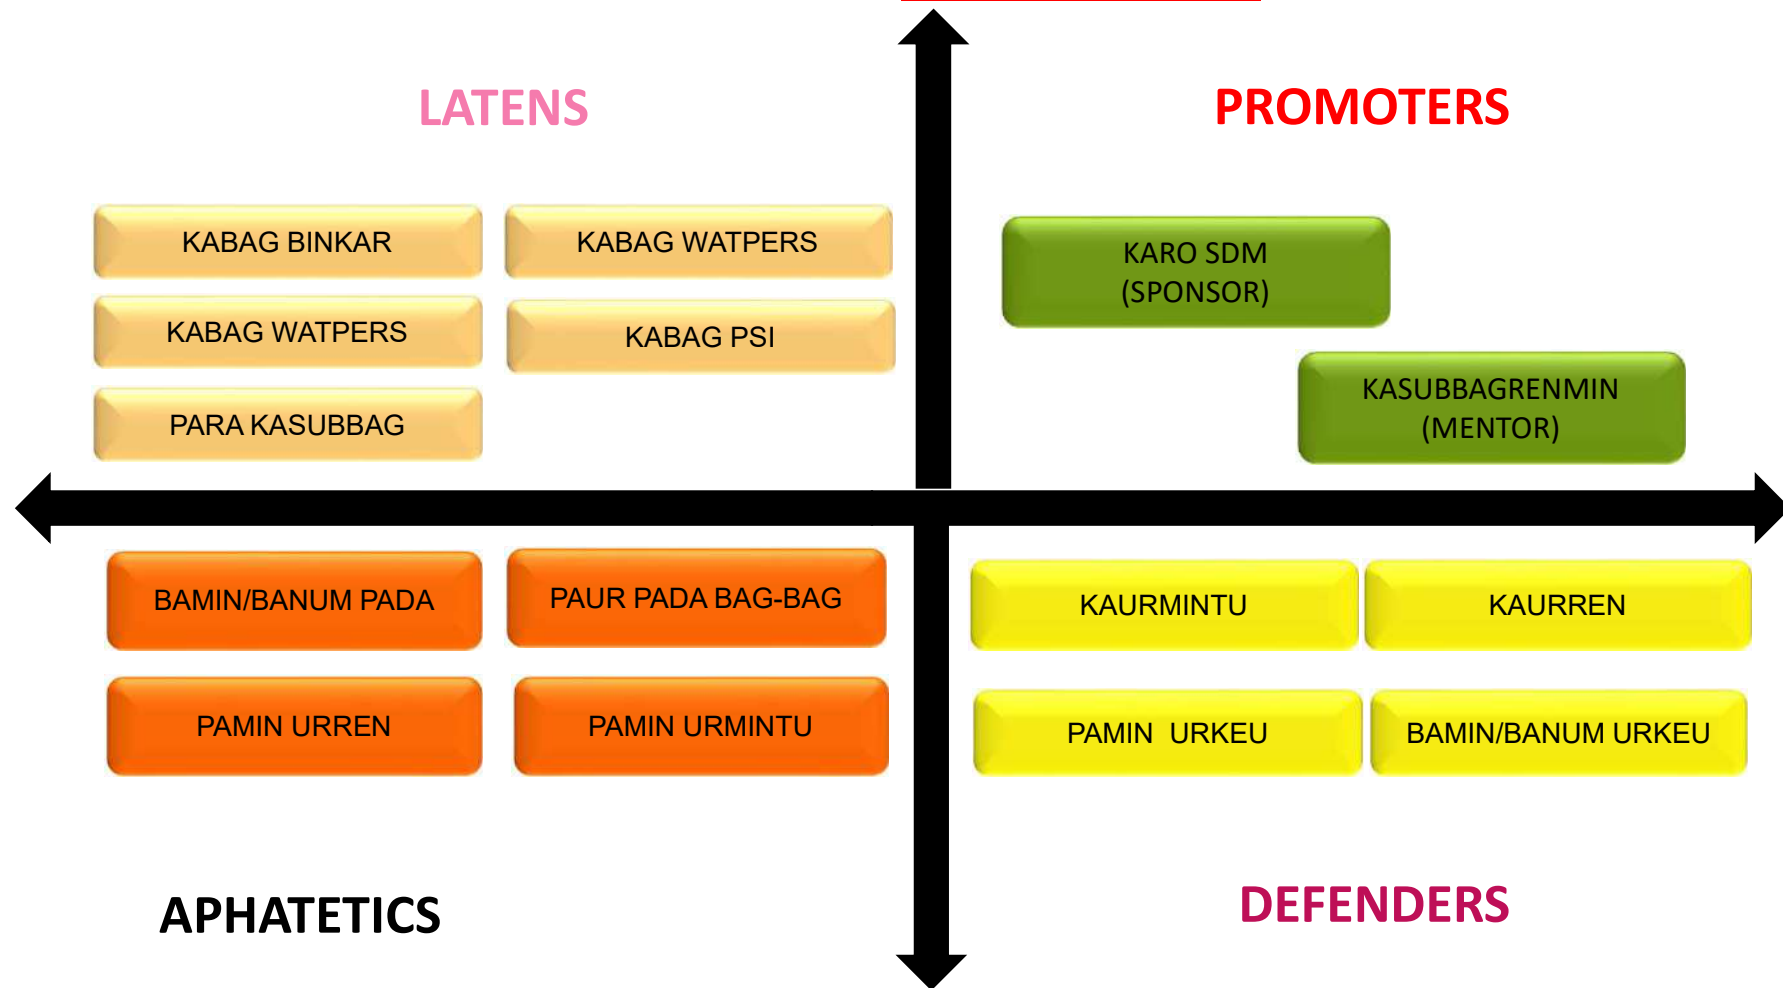 LATENS
PROMOTERS
KABAG BINKAR
KABAG WATPERS
KABAG WATPERS
KABAG PSI
PARA KASUBBAG
KARO SDM
(SPONSOR)
KASUBBAGRENMIN
(MENTOR)
BAMIN/BANUM PADA
PAUR PADA BAG-BAG
PAMIN URREN
PAMIN URMINTU
KAURMINTU
KAURREN
PAMIN URKEU
BAMIN/BANUM URKEU
APHATETICS
DEFENDERS